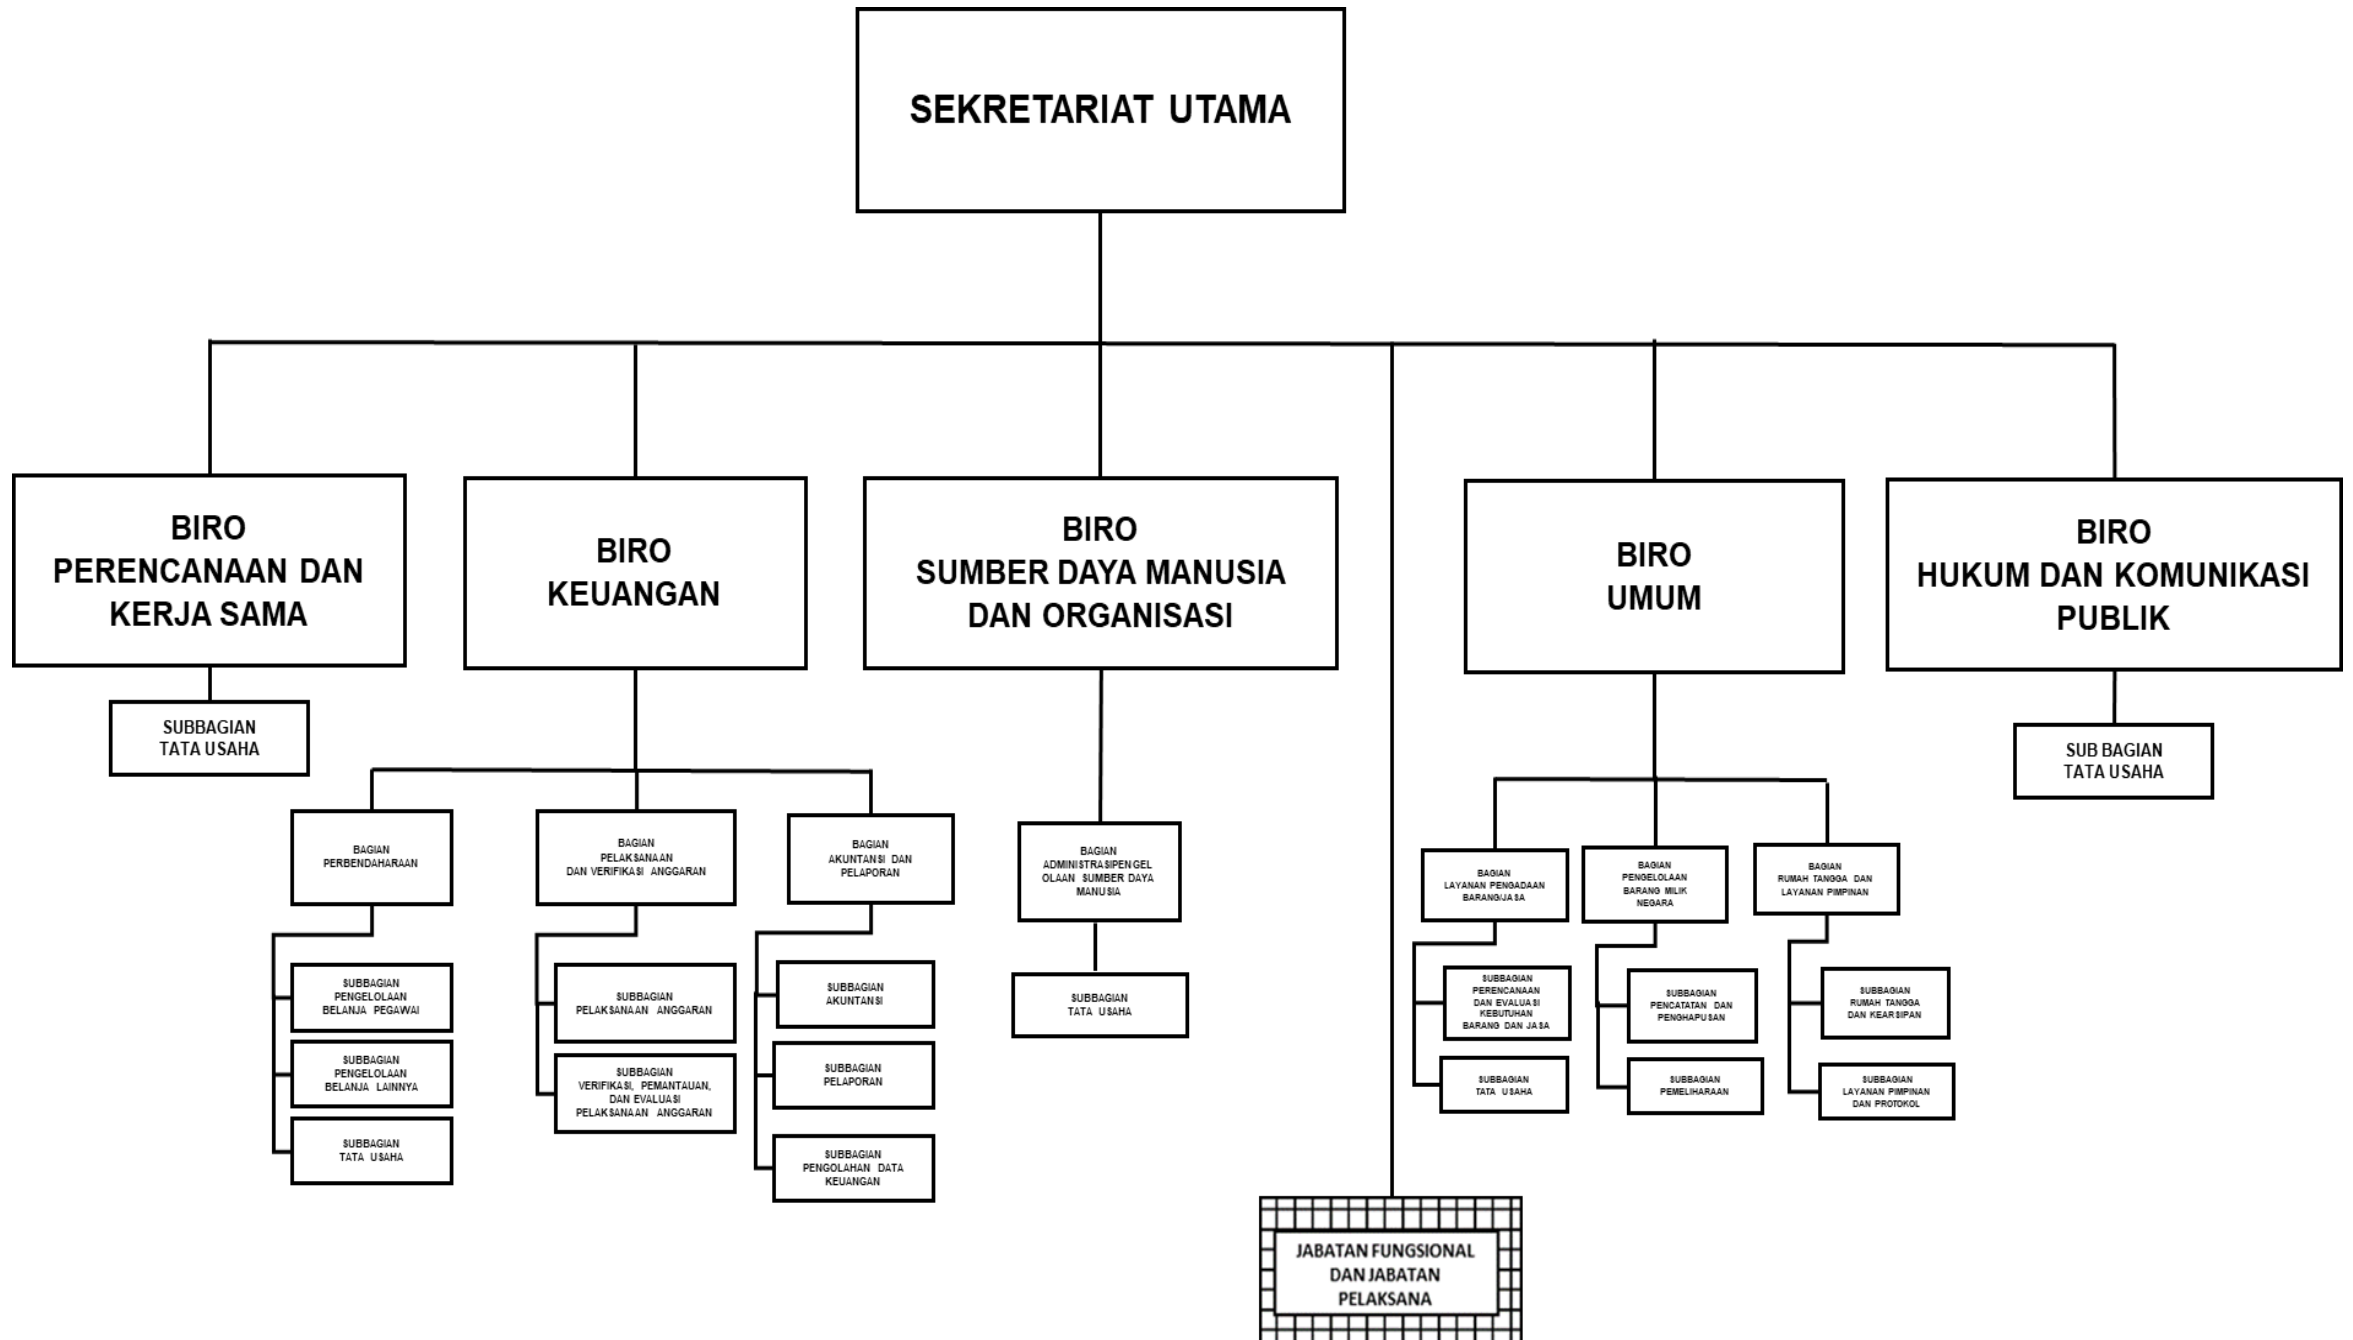 SEKRETARIAT UTAMA
BIRO
PERENCANAAN DAN
KERJA SAMA
BIRO
KEUANGAN
BIRO
SUMBER DAYA MANUSIA
DAN ORGANISASI
BIRO
UMUM
BIRO
HUKUM DAN KOMUNIKASI
PUBLIK
SUBBAGIAN
TATA USAHA
SUB BAGIAN
TATA USAHA
BAGIAN
PERBENDAHARAAN
BAGIAN
PELAKSANAAN
DAN VERIFIKASI ANGGARAN
BAGIAN
AKUNTANSI DAN
PELAPORAN
BAGIAN
ADMINISTRASIPENGEL
OLAAN SUMBER DAYA
MANUSIA
BAGIAN
LAYANAN PENGADAAN
BARANG/JASA
BAGIAN
PENGELOLAAN
BARANG MILIK
NEGARA
BAGIAN
RUMAH TANGGA DAN
LAYANAN PIMPINAN
SUBBAGIAN
PENGELOLAAN
BELANJA PEGAWAI
SUBBAGIAN
PENGELOLAAN
BELANJA LAINNYA
SUBBAGIAN
TATA USAHA
SUBBAGIAN
PELAKSANAAN ANGGARAN
SUBBAGIAN
VERIFIKASI, PEMANTAUAN,
DAN EVALUASI
PELAKSANAAN ANGGARAN
SUBBAGIAN
AKUNTANSI
SUBBAGIAN
PELAPORAN
SUBBAGIAN
PENGOLAHAN DATA
KEUANGAN
SUBBAGIAN
TATA USAHA
SUBBAGIAN
PERENCANAAN
DAN EVALUASI
KEBUTUHAN
BARANG DAN JASA
SUBBAGIAN
TATA USAHA
SUBBAGIAN
PENCATATAN DAN
PENGHAPUSAN
SUBBAGIAN
PEMELIHARAAN
SUBBAGIAN
RUMAH TANGGA
DAN KEARSIPAN
SUBBAGIAN
LAYANAN PIMPINAN
DAN PROTOKOL
JABATAN FUNGSIONAL
DAN JABATAN
PELAKSANA